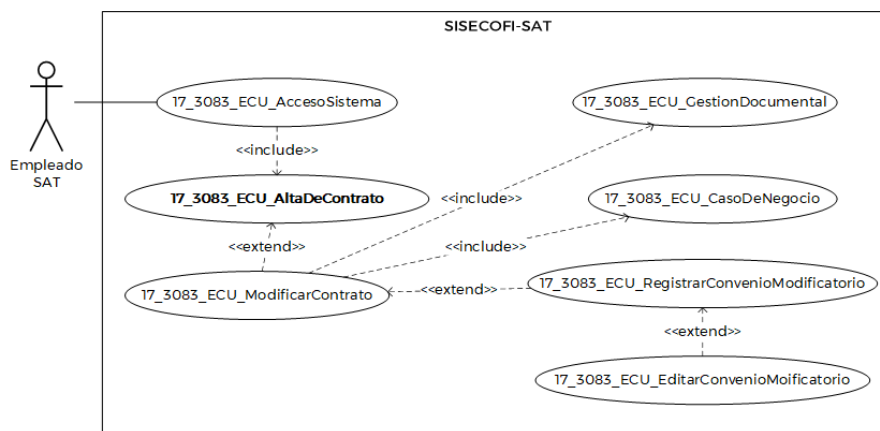 SISECOFI-SAT
17_3083_ECU_AccesoSistema
17_3083_ECU_GestionDocumental
<<include>>
Empleado
SAT
17_3083_ECU_AltaDeContrato
<<include>>
17_3083_ECU_CasoDeNegocio
<<extend>>
<<include>>
17_3083_ECU_ModificarContrato
<<extend>>
17_3083_ECU_RegistrarConvenioModificatorio
<<extend>>
17_3083_ECU_EditarConvenioMoificatorio